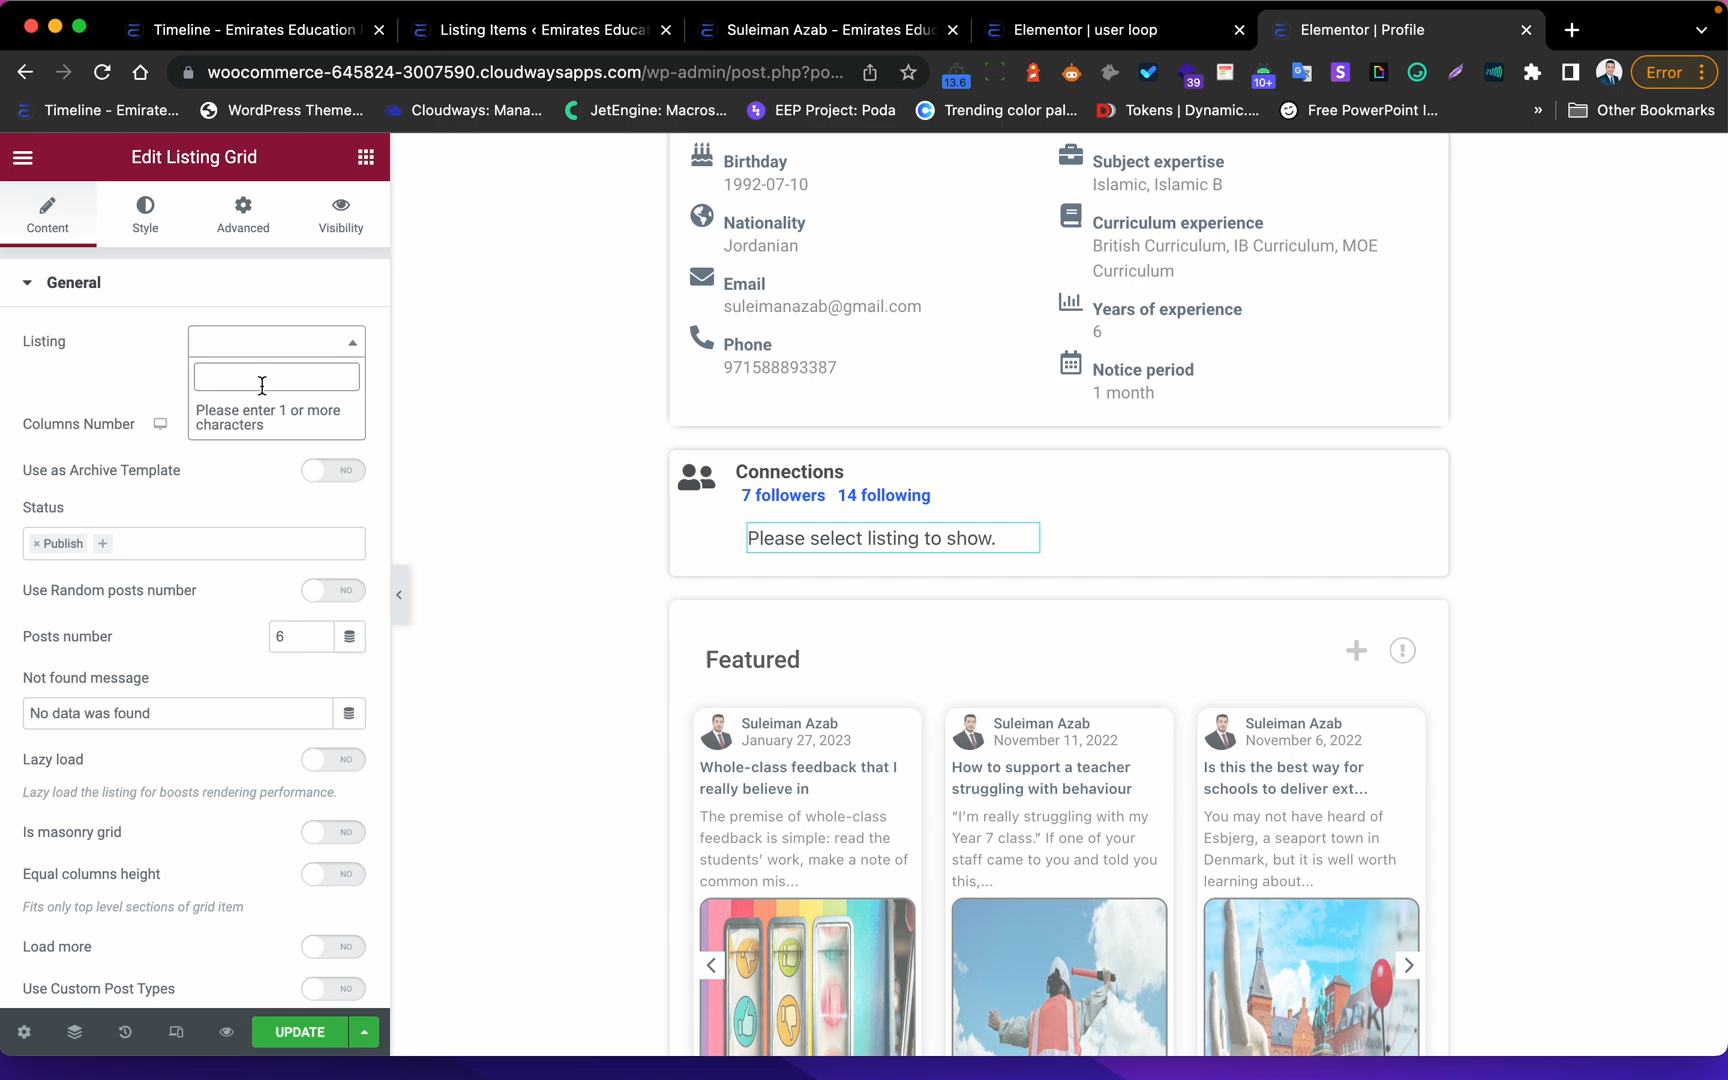 Timeline - Emirates Education
Listing Items ‹ Emirates Educat
Suleiman Azab - Emirates Educ
Elementor | user loop
Elementor | Profile
woocommerce-645824-3007590.cloudwaysapps.com/wp-admin/post.php?po...
13.6
39
10+
Error
Timeline - Emirate...
WordPress Theme...
Cloudways: Mana...
JetEngine: Macros...
EEP Project: Poda
Trending color pal...
Tokens | Dynamic....
Free PowerPoint I...
»
Other Bookmarks
Edit Listing Grid
Content
Style
Advanced
Visibility
General
Listing
Please enter 1 or more
characters
Columns Number
Use as Archive Template
NO
Status
× Publish +
Use Random posts number
NO
Posts number
6
Not found message
No data was found
Lazy load
NO
Lazy load the listing for boosts rendering performance.
Is masonry grid
NO
Equal columns height
NO
Fits only top level sections of grid item
Load more
NO
Use Custom Post Types
NO
UPDATE
Birthday
1992-07-10
Nationality
Jordanian
Email
suleimanazab@gmail.com
Phone
971588893387
Subject expertise
Islamic, Islamic B
Curriculum experience
British Curriculum, IB Curriculum, MOE
Curriculum
Years of experience
6
Notice period
1 month
Connections
7 followers 14 following
Please select listing to show.
Featured
Suleiman Azab
January 27, 2023
Whole-class feedback that I
really believe in
The premise of whole-class
feedback is simple: read the
students' work, make a note of
common mis...
Suleiman Azab
November 11, 2022
How to support a teacher
struggling with behaviour
“I'm really struggling with my
Year 7 class.” If one of your
staff came to you and told you
this,...
Suleiman Azab
November 6, 2022
Is this the best way for
schools to deliver ext...
You may not have heard of
Esbjerg, a seaport town in
Denmark, but it is well worth
learning about...